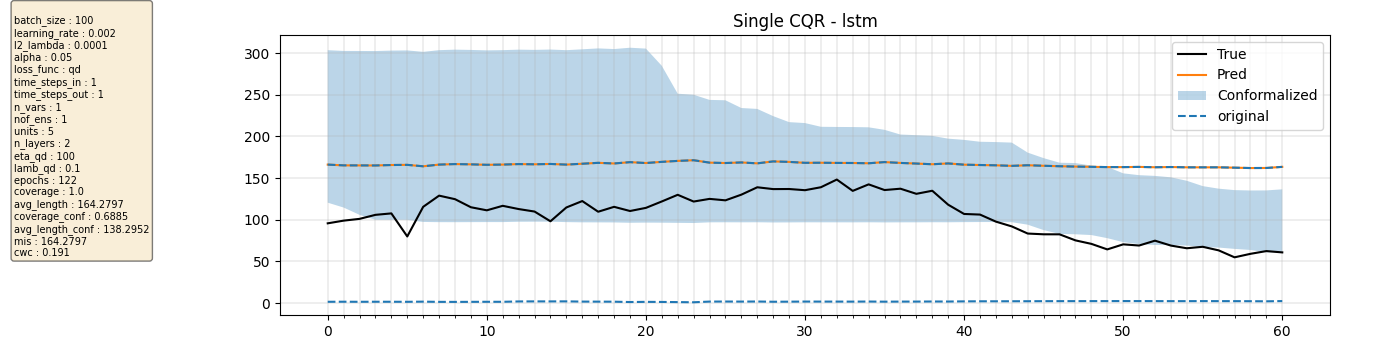 batch_size : 100
learning_rate : 0.002
l2_lambda : 0.0001
alpha : 0.05
loss_func : qd
time_steps_in : 1
time_steps_out : 1
n_vars : 1
nof_ens : 1
units : 5
n_layers : 2
eta_qd : 100
lamb_qd : 0.1
epochs : 122
coverage : 1.0
avg_length : 164.2797
coverage_conf : 0.6885
avg_length_conf : 138.2952
mis : 164.2797
cwc : 0.191
Single CQR - lstm
300
250
200
150
100
50
0
True
Pred
Conformalized
original
0 10 20 30 40 50 60